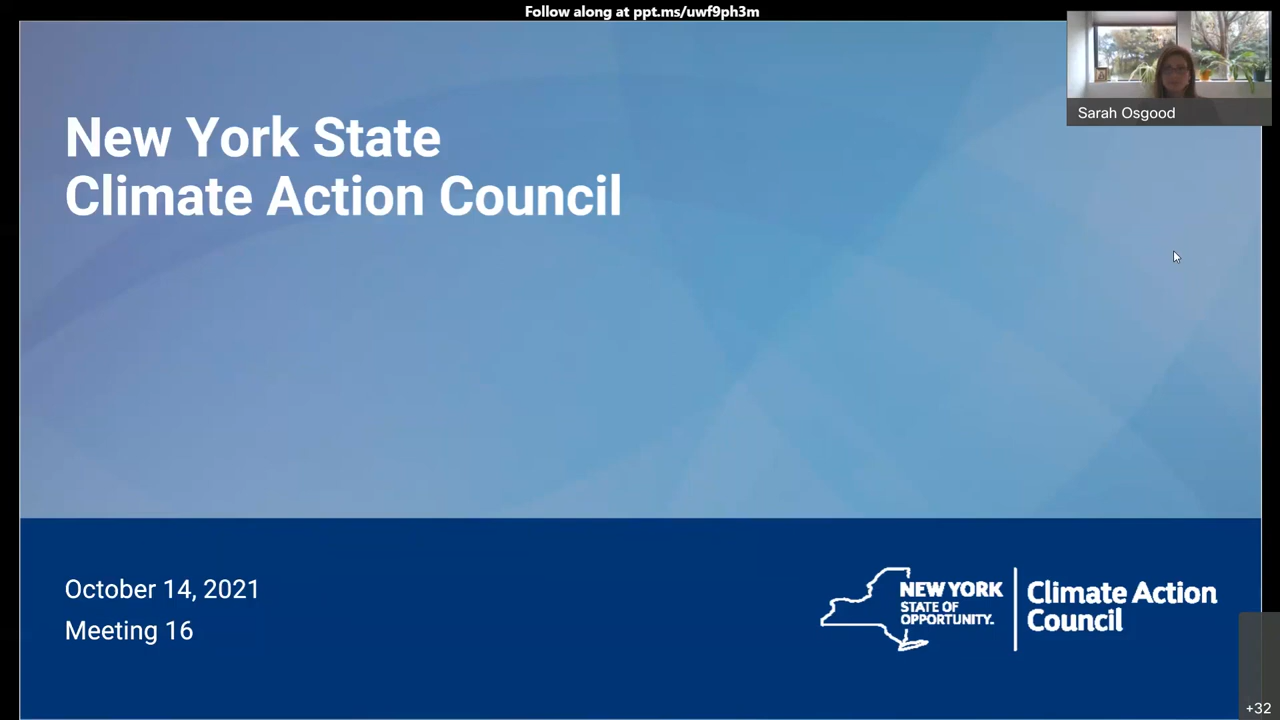 Follow along at ppt.ms/uwf9ph3m
Sarah Osgood
New York State
Climate Action Council
October 14, 2021
Meeting 16
NEW YORK
STATE OF
OPPORTUNITY.
Climate Action
Council
+32